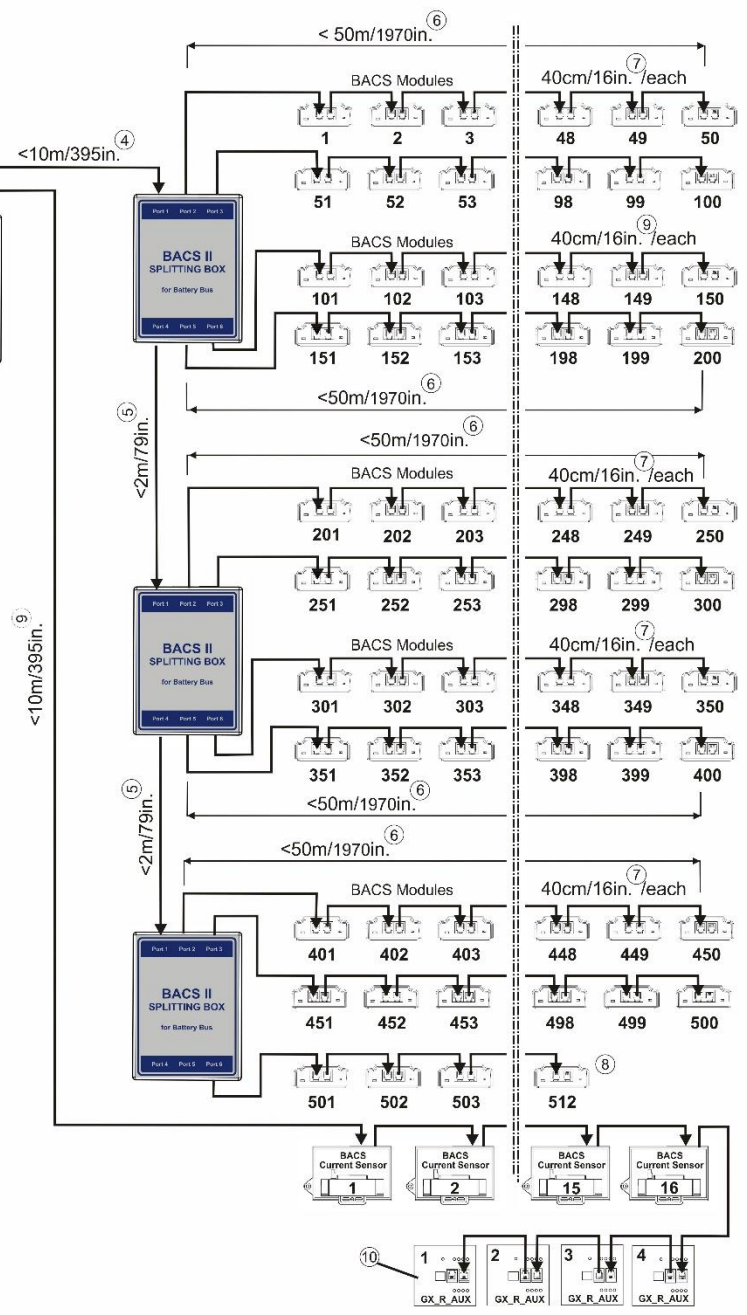 < 50m/1970in. ⑥
BACS Modules 40cm/16in. ⑦ /each
1 2 3 48 49 50
<10m/395in. ④
51 52 53 98 99 100
Port 1 Port 2 Port 3
BACS II
SPLITTING BOX
for Battery Bus
Port 4 Port 5 Port 6
BACS Modules 40cm/16in. ⑨ /each
101 102 103 148 149 150
151 152 153 198 199 200
<50m/1970in. ⑥
<2m/79in. ⑤
<50m/1970in. ⑥
BACS Modules 40cm/16in. ⑦ /each
201 202 203 248 249 250
251 252 253 298 299 300
Port 1 Port 2 Port 3
BACS II
SPLITTING BOX
for Battery Bus
Port 4 Port 5 Port 6
<10m/395in. ⑨
BACS Modules 40cm/16in. ⑦ /each
301 302 303 348 349 350
351 352 353 398 399 400
<50m/1970in. ⑥
<2m/79in. ⑤
<50m/1970in. ⑥
BACS Modules 40cm/16in. ⑦ /each
401 402 403 448 449 450
Port 1 Port 2 Port 3
BACS II
SPLITTING BOX
for Battery Bus
Port 4 Port 5 Port 6
451 452 453 498 499 500
501 502 503 512 ⑧
BACS BACS BACS BACS
Current Sensor Current Sensor Current Sensor Current Sensor
1 2 15 16
⑩ 1 2 3 4
GX_R_AUX GX_R_AUX GX_R_AUX GX_R_AUX